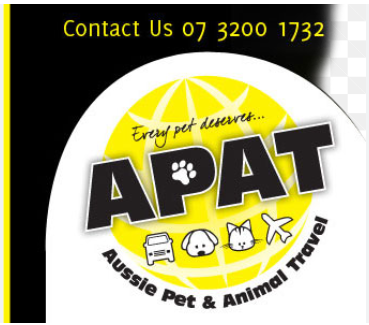 Contact Us 07 3200 1732
Every pet deserves...
APAT
Aussie Pet & Animal Travel